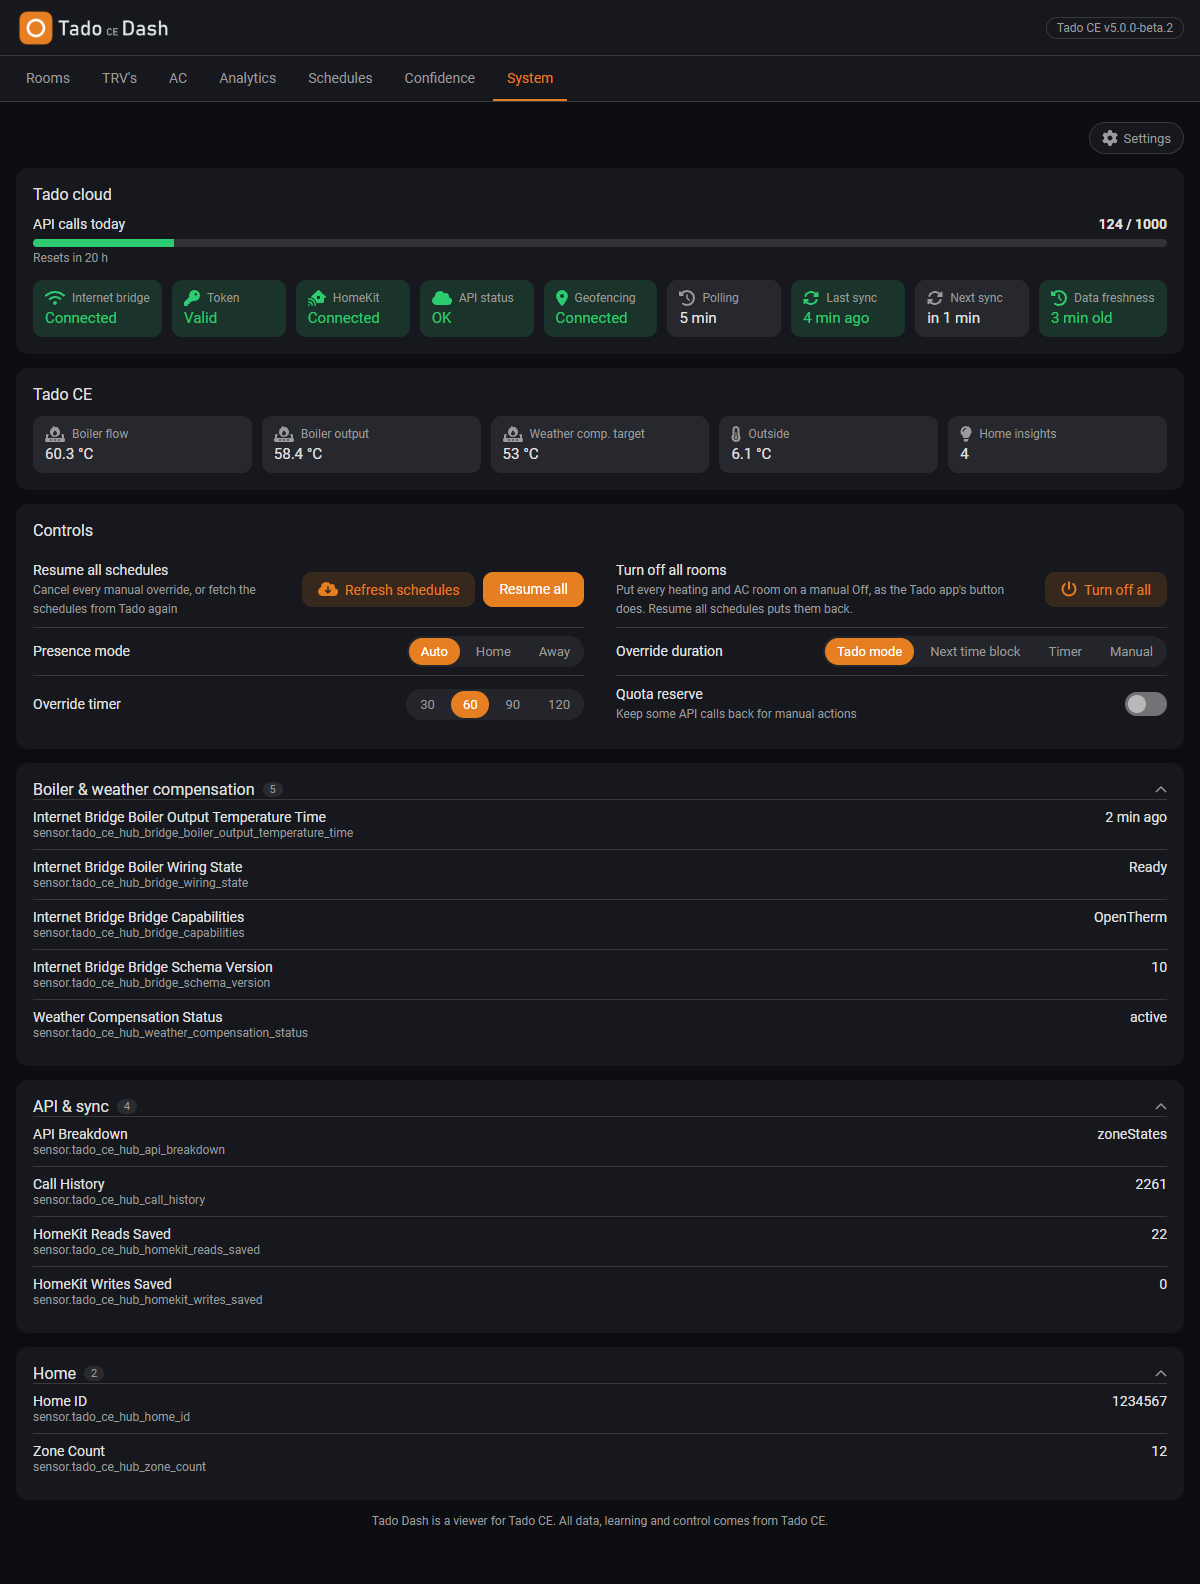 Tado CE Dash
Tado CE v5.0.0-beta.2
Rooms
TRV's
AC
Analytics
Schedules
Confidence
System
Settings
Tado cloud
API calls today
124 / 1000
Resets in 20 h
Internet bridge
Connected
Token
Valid
HomeKit
Connected
API status
OK
Geofencing
Connected
Polling
5 min
Last sync
4 min ago
Next sync
in 1 min
Data freshness
3 min old
Tado CE
Boiler flow
60.3 °C
Boiler output
58.4 °C
Weather comp. target
53 °C
Outside
6.1 °C
Home insights
4
Controls
Resume all schedules
Cancel every manual override, or fetch the
schedules from Tado again
Refresh schedules
Resume all
Turn off all rooms
Put every heating and AC room on a manual Off, as the Tado app's button
does. Resume all schedules puts them back.
Turn off all
Presence mode
Auto
Home
Away
Override duration
Tado mode
Next time block
Timer
Manual
Override timer
30
60
90
120
Quota reserve
Keep some API calls back for manual actions
Boiler & weather compensation 5
Internet Bridge Boiler Output Temperature Time
2 min ago
sensor.tado_ce_hub_bridge_boiler_output_temperature_time
Internet Bridge Boiler Wiring State
Ready
sensor.tado_ce_hub_bridge_wiring_state
Internet Bridge Bridge Capabilities
OpenTherm
sensor.tado_ce_hub_bridge_capabilities
Internet Bridge Bridge Schema Version
10
sensor.tado_ce_hub_bridge_schema_version
Weather Compensation Status
active
sensor.tado_ce_hub_weather_compensation_status
API & sync 4
API Breakdown
zoneStates
sensor.tado_ce_hub_api_breakdown
Call History
2261
sensor.tado_ce_hub_call_history
HomeKit Reads Saved
22
sensor.tado_ce_hub_homekit_reads_saved
HomeKit Writes Saved
0
sensor.tado_ce_hub_homekit_writes_saved
Home 2
Home ID
1234567
sensor.tado_ce_hub_home_id
Zone Count
12
sensor.tado_ce_hub_zone_count
Tado Dash is a viewer for Tado CE. All data, learning and control comes from Tado CE.